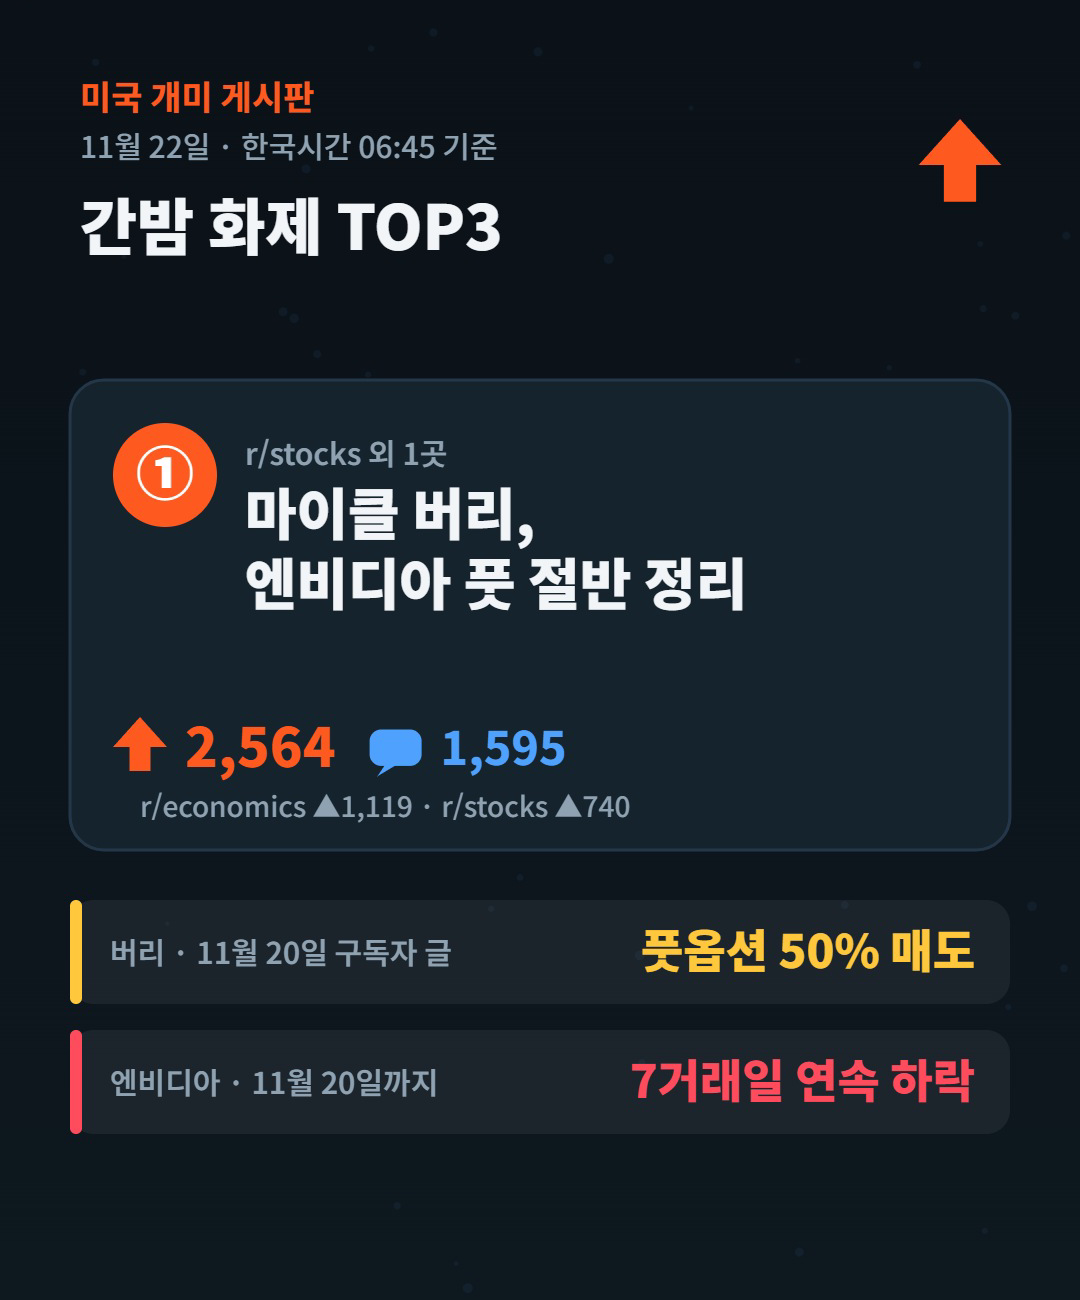 미국 개미 게시판
11월 22일 · 한국시간 06:45 기준
간밤 화제 TOP3
①
r/stocks 외 1곳
마이클 버리,
엔비디아 풋 절반 정리
2,564 1,595
r/economics ▲1,119 · r/stocks ▲740
버리 · 11월 20일 구독자 글 풋옵션 50% 매도
엔비디아 · 11월 20일까지 7거래일 연속 하락